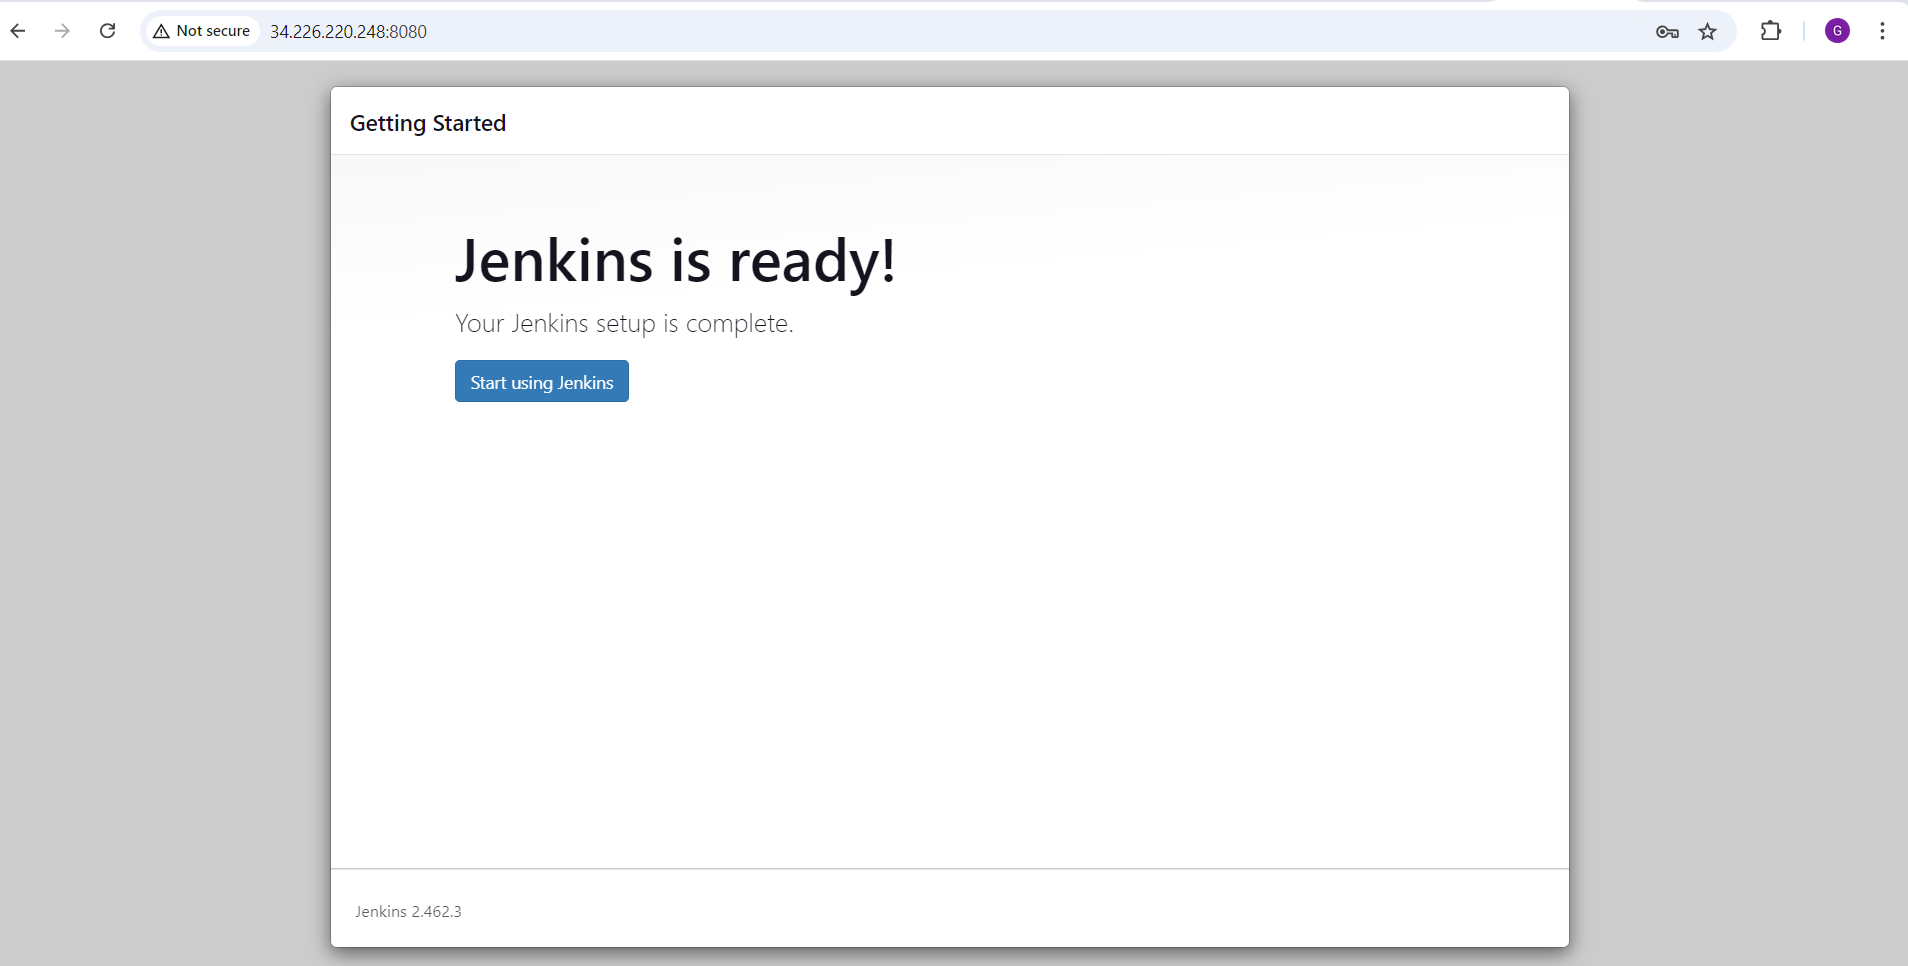 Not secure 34.226.220.248:8080
G
Getting Started
Jenkins is ready!
Your Jenkins setup is complete.
Start using Jenkins
Jenkins 2.462.3